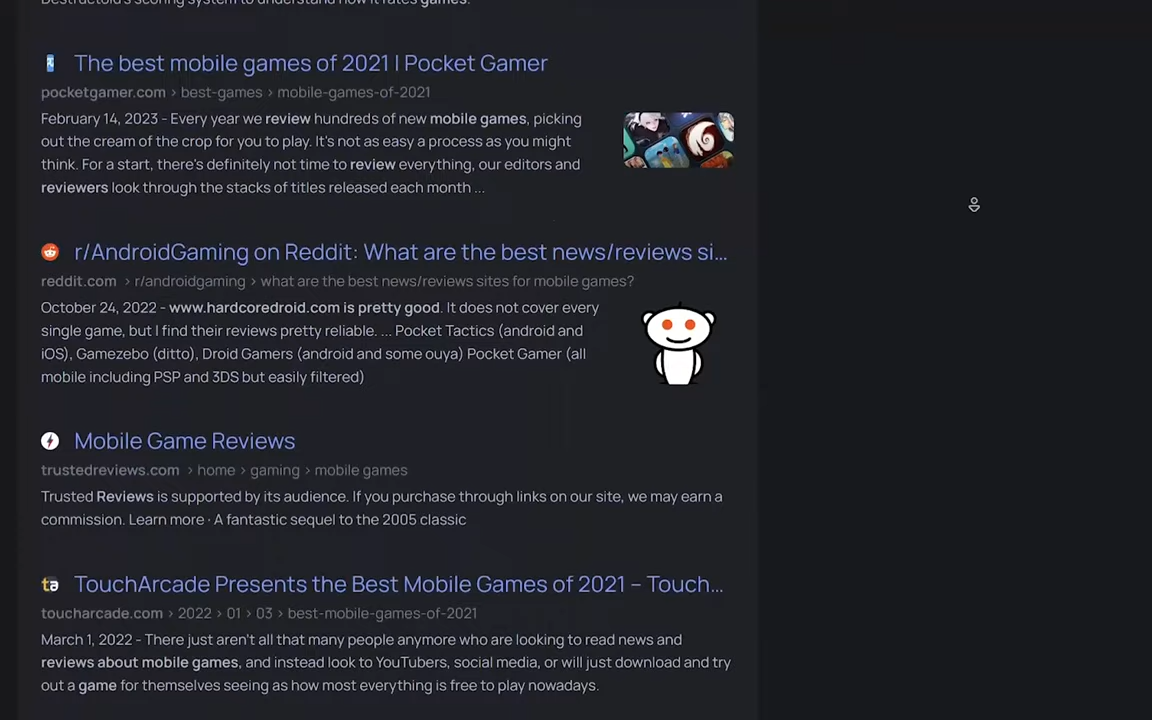 Destructoid's scoring system to understand how it rates games.
The best mobile games of 2021 | Pocket Gamer
pocketgamer.com › best-games › mobile-games-of-2021
February 14, 2023 - Every year we review hundreds of new mobile games, picking
out the cream of the crop for you to play. It's not as easy a process as you might
think. For a start, there's definitely not time to review everything, our editors and
reviewers look through the stacks of titles released each month ...
r/AndroidGaming on Reddit: What are the best news/reviews si...
reddit.com › r/androidgaming › what are the best news/reviews sites for mobile games?
October 24, 2022 - www.hardcoredroid.com is pretty good. It does not cover every
single game, but I find their reviews pretty reliable. ... Pocket Tactics (android and
iOS), Gamezebo (ditto), Droid Gamers (android and some ouya) Pocket Gamer (all
mobile including PSP and 3DS but easily filtered)
Mobile Game Reviews
trustedreviews.com › home › gaming › mobile games
Trusted Reviews is supported by its audience. If you purchase through links on our site, we may earn a
commission. Learn more · A fantastic sequel to the 2005 classic
ta TouchArcade Presents the Best Mobile Games of 2021 – Touch...
toucharcade.com › 2022 › 01 › 03 › best-mobile-games-of-2021
March 1, 2022 - There just aren't all that many people anymore who are looking to read news and
reviews about mobile games, and instead look to YouTubers, social media, or will just download and try
out a game for themselves seeing as how most everything is free to play nowadays.